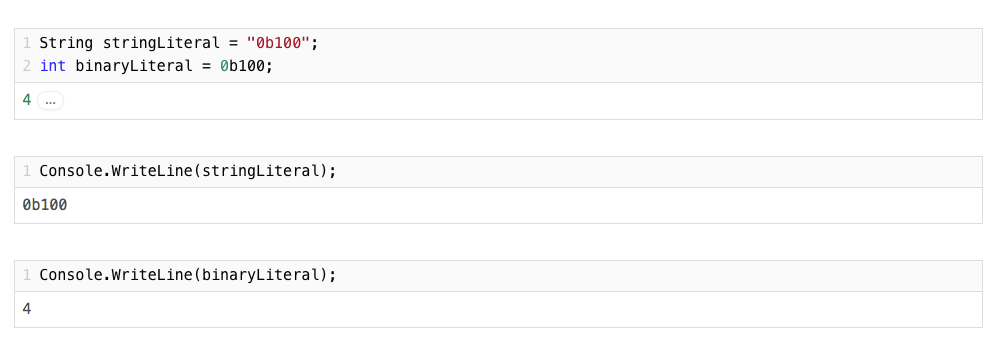 1 String stringLiteral = "0b100";
2 int binaryLiteral = 0b100;
4 ...
1 Console.WriteLine(stringLiteral);
0b100
1 Console.WriteLine(binaryLiteral);
4